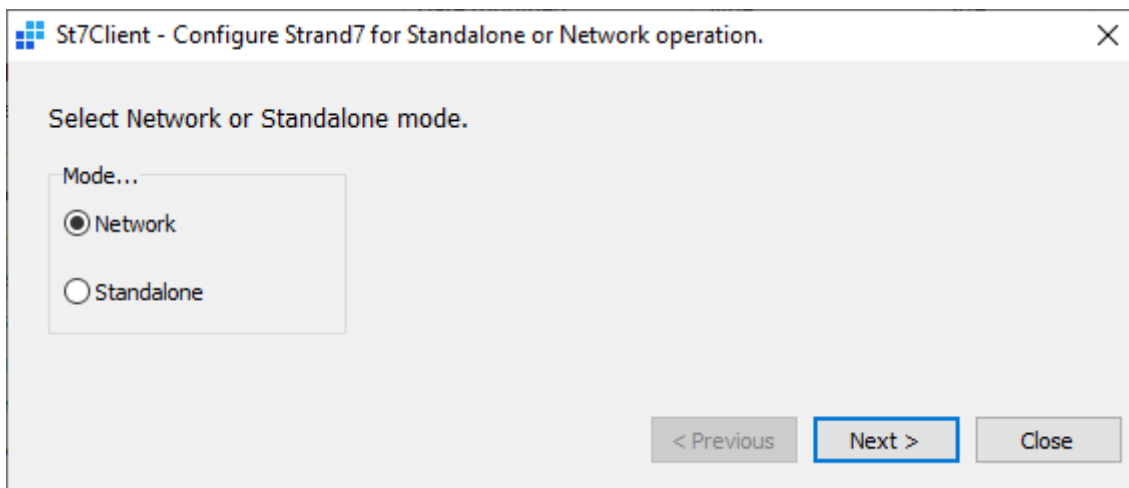 St7Client - Configure Strand7 for Standalone or Network operation.
Select Network or Standalone mode.
Mode...
Network
Standalone
< Previous Next > Close